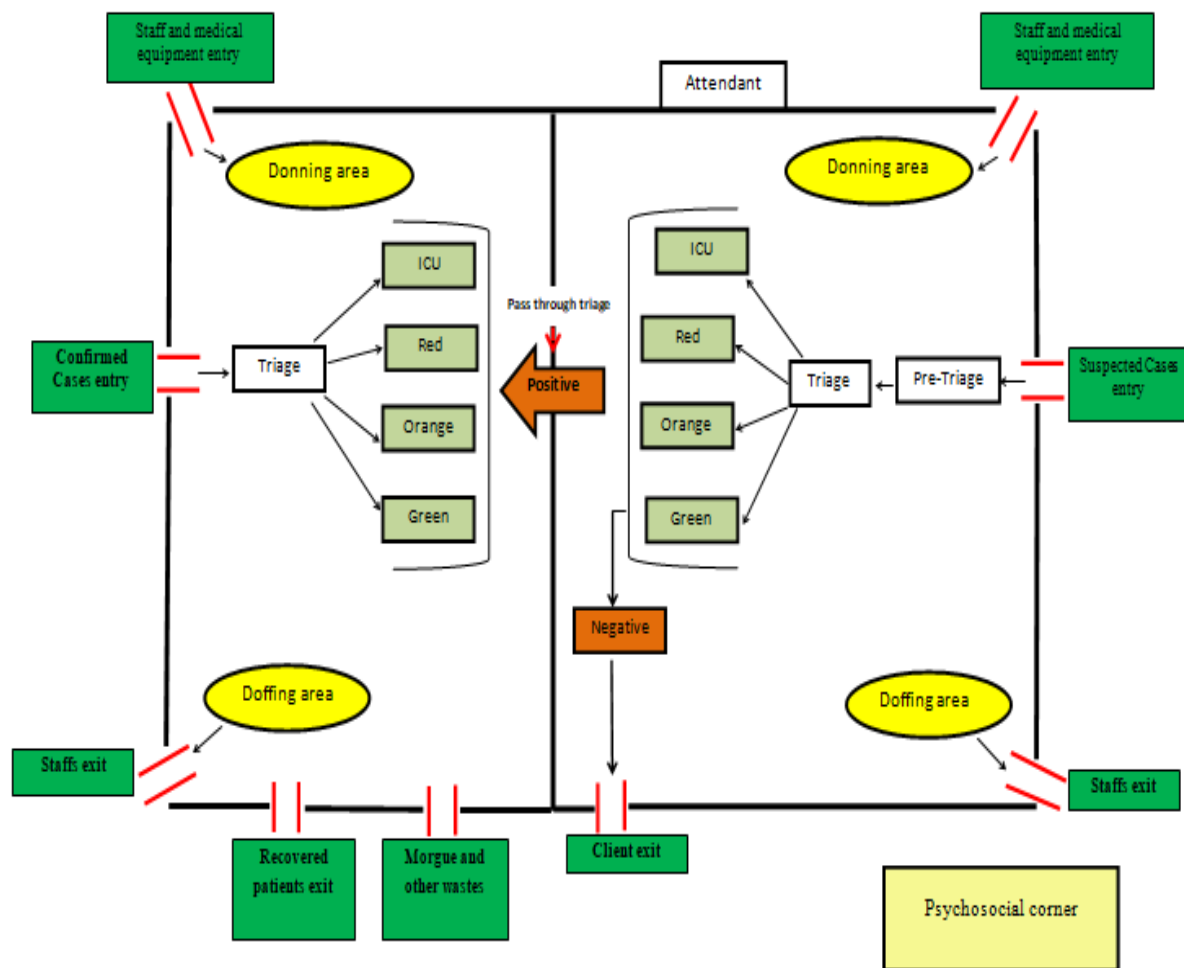 Staff and medical
equipment entry
Staff and medical
equipment entry
Attendant
Donning area
Donning area
ICU
ICU
Pass through triage
Red
Red
Confirmed
Cases entry
Triage
Positive
Triage
Pre-Triage
Suspected Cases
entry
Orange
Orange
Green
Green
Negative
Doffing area
Doffing area
Staffs exit
Staffs exit
Recovered
patients exit
Morgue and
other wastes
Client exit
Psychosocial corner